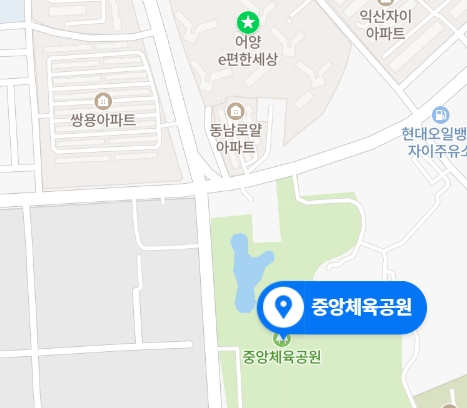 익산자이
아파트
어양
e편한세상
쌍용아파트
동남로얄
아파트
현대오일뱅
자이주유소
중앙체육공원
중앙체육공원